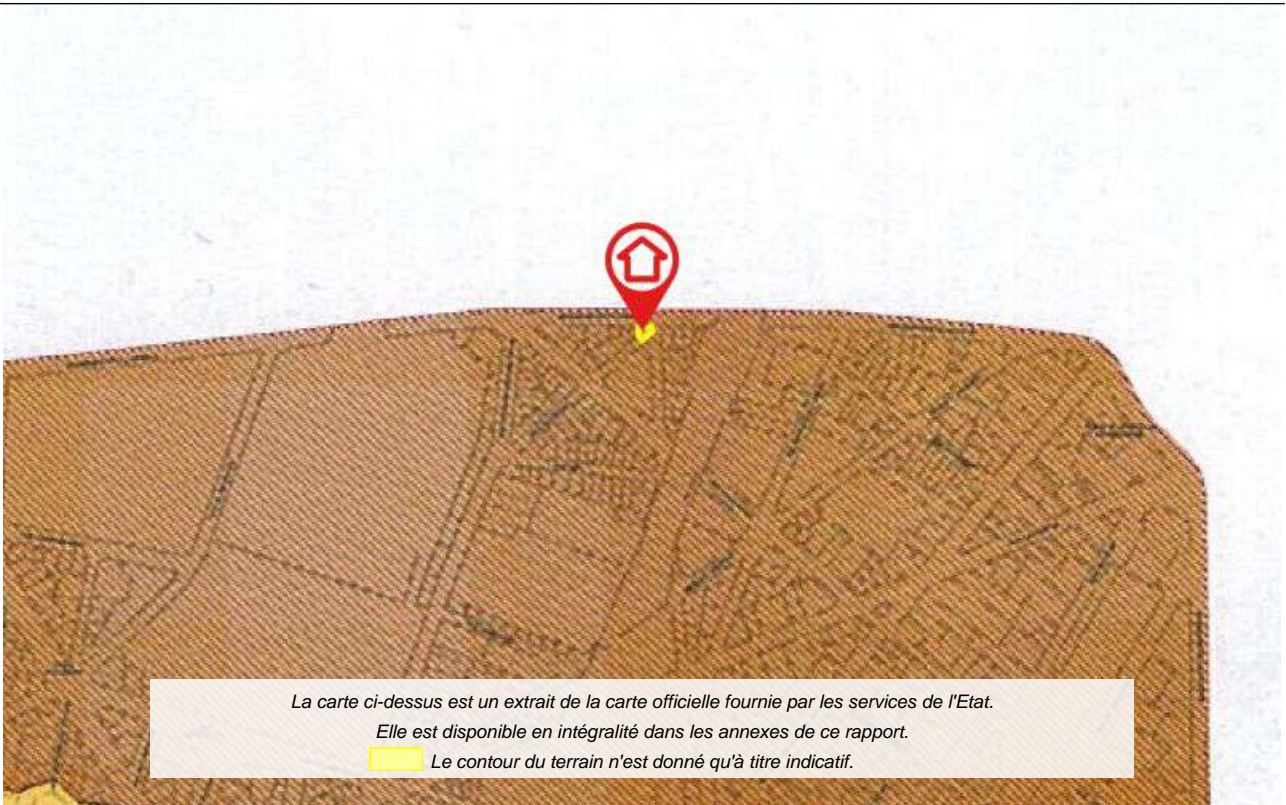 La carte ci-dessus est un extrait de la carte officielle fournie par les services de l'Etat.
Elle est disponible en intégralité dans les annexes de ce rapport.
Le contour du terrain n'est donné qu'à titre indicatif.